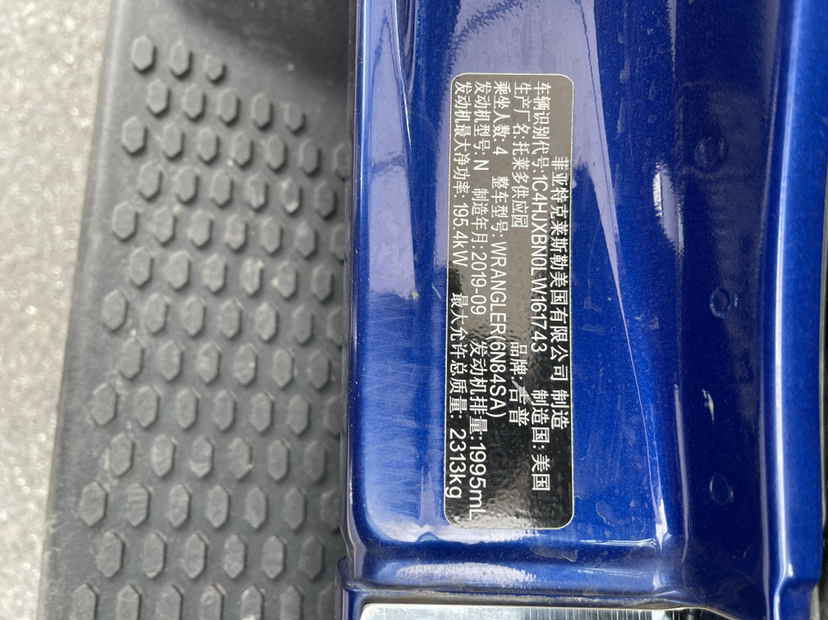 菲亚特克莱斯勒美国有限公司 制造
车辆识别代号:1C4HJXBN0LW161743 制造国: 美国
生产厂名:托莱多供应园 品牌:吉普
乘坐人数: 4 整车型号: WRANGLER(6N84SA)
发动机型号: N 制造年月: 2019-09 发动机排量:1995mL
发动机最大净功率: 195.4kW 最大允许总质量: 2313kg